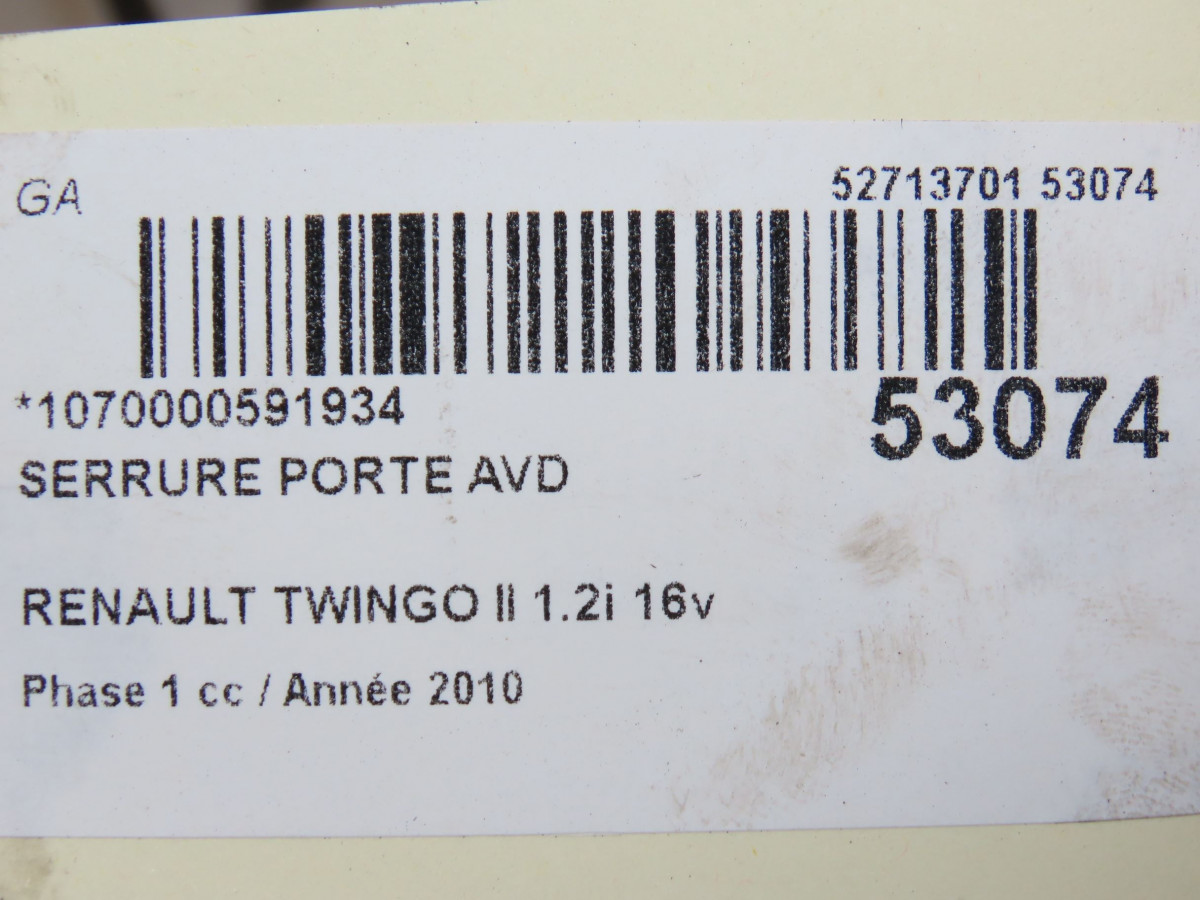 GA
52713701 53074
*1070000591934
53074
SERRURE PORTE AVD
RENAULT TWINGO II 1.2i 16v
Phase 1 cc / Année 2010